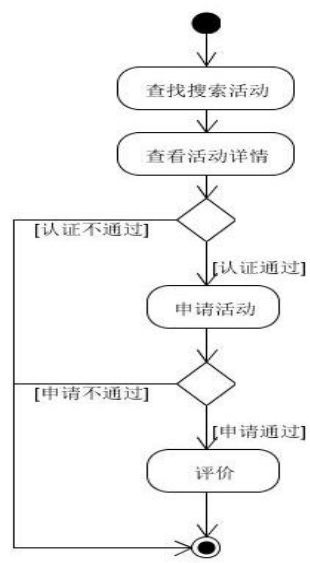 查找搜索活动
查看活动详情
[认证不通过]
[认证通过]
申请活动
[申请不通过]
[申请通过]
评价